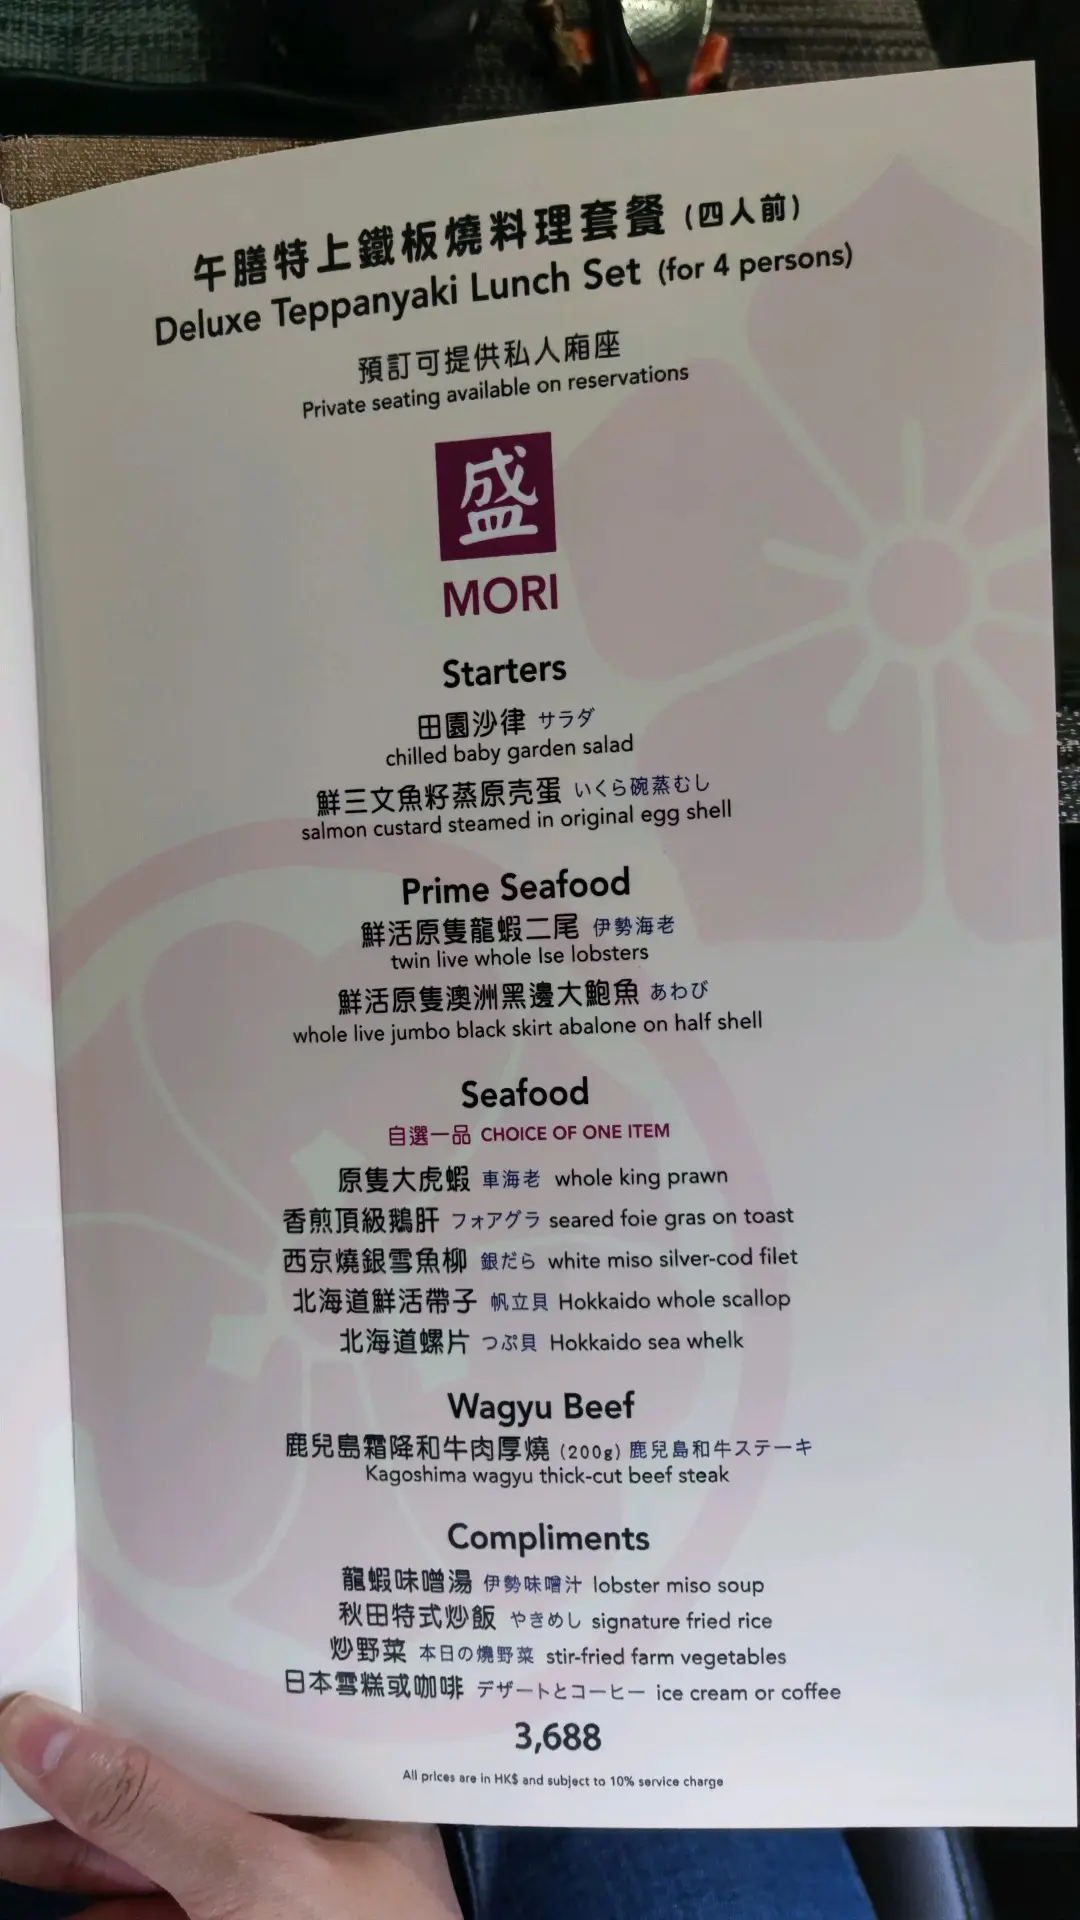 午膳特上鐵板燒料理套餐 (四人前)
Deluxe Teppanyaki Lunch Set (for 4 persons)
預訂可提供私人廂座
Private seating available on reservations
盛
MORI
Starters
田園沙律 サラダ
chilled baby garden salad
鮮三文魚籽蒸原壳蛋 いくら碗蒸むし
salmon custard steamed in original egg shell
Prime Seafood
鮮活原隻龍蝦二尾 伊勢海老
twin live whole Ise lobsters
鮮活原隻澳洲黑邊大鮑魚 あわび
whole live jumbo black skirt abalone on half shell
Seafood
自選一品 CHOICE OF ONE ITEM
原隻大虎蝦 車海老 whole king prawn
香煎頂級鵝肝 フォアグラ seared foie gras on toast
西京燒銀雪魚柳 銀だら white miso silver-cod filet
北海道鮮活帶子 帆立貝 Hokkaido whole scallop
北海道螺片 つぶ貝 Hokkaido sea whelk
Wagyu Beef
鹿兒島霜降和牛肉厚燒 (200g) 鹿兒島和牛ステーキ
Kagoshima wagyu thick-cut beef steak
Compliments
龍蝦味噌湯 伊勢味噌汁 lobster miso soup
秋田特式炒飯 やきめし signature fried rice
炒野菜 本日の燒野菜 stir-fried farm vegetables
日本雪糕或咖啡 デザートとコーヒー ice cream or coffee
3,688
All prices are in HK$ and subject to 10% service charge